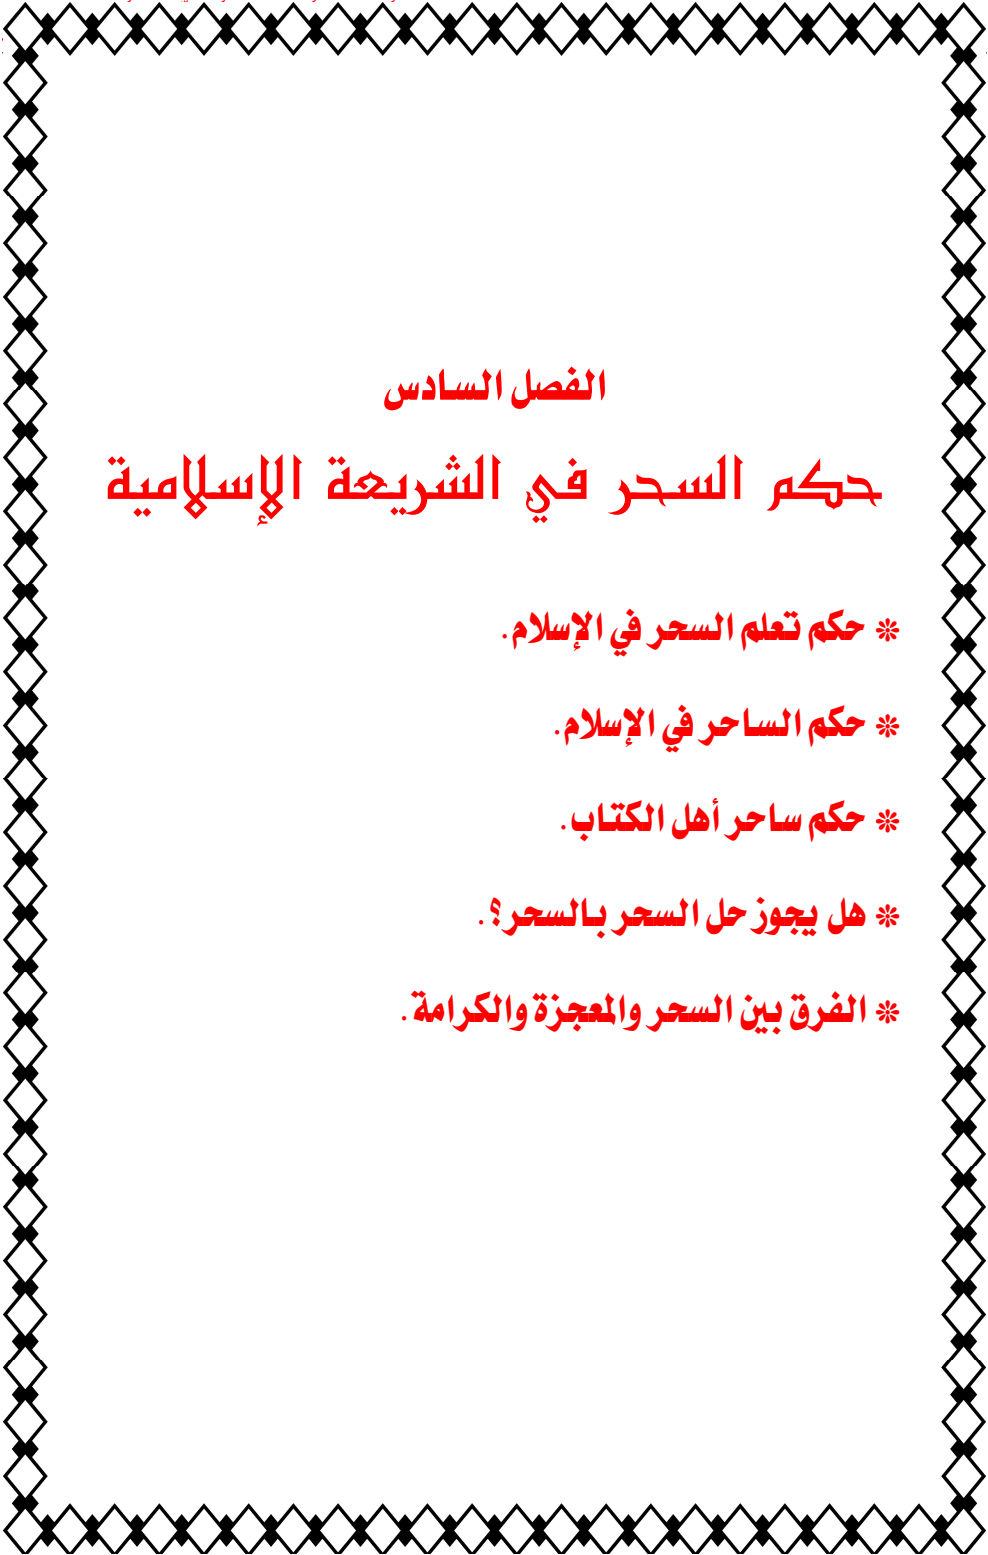 الفصل السادس
حكم السحر في الشريعة الإسلامية
❊ حكم تعلم السحر في الإسلام.
❊ حكم الساحر في الإسلام.
❊ حكم ساحر أهل الكتاب.
❊ هل يجوز حل السحر بالسحر؟.
❊ الفرق بين السحر والمعجزة والكرامة.